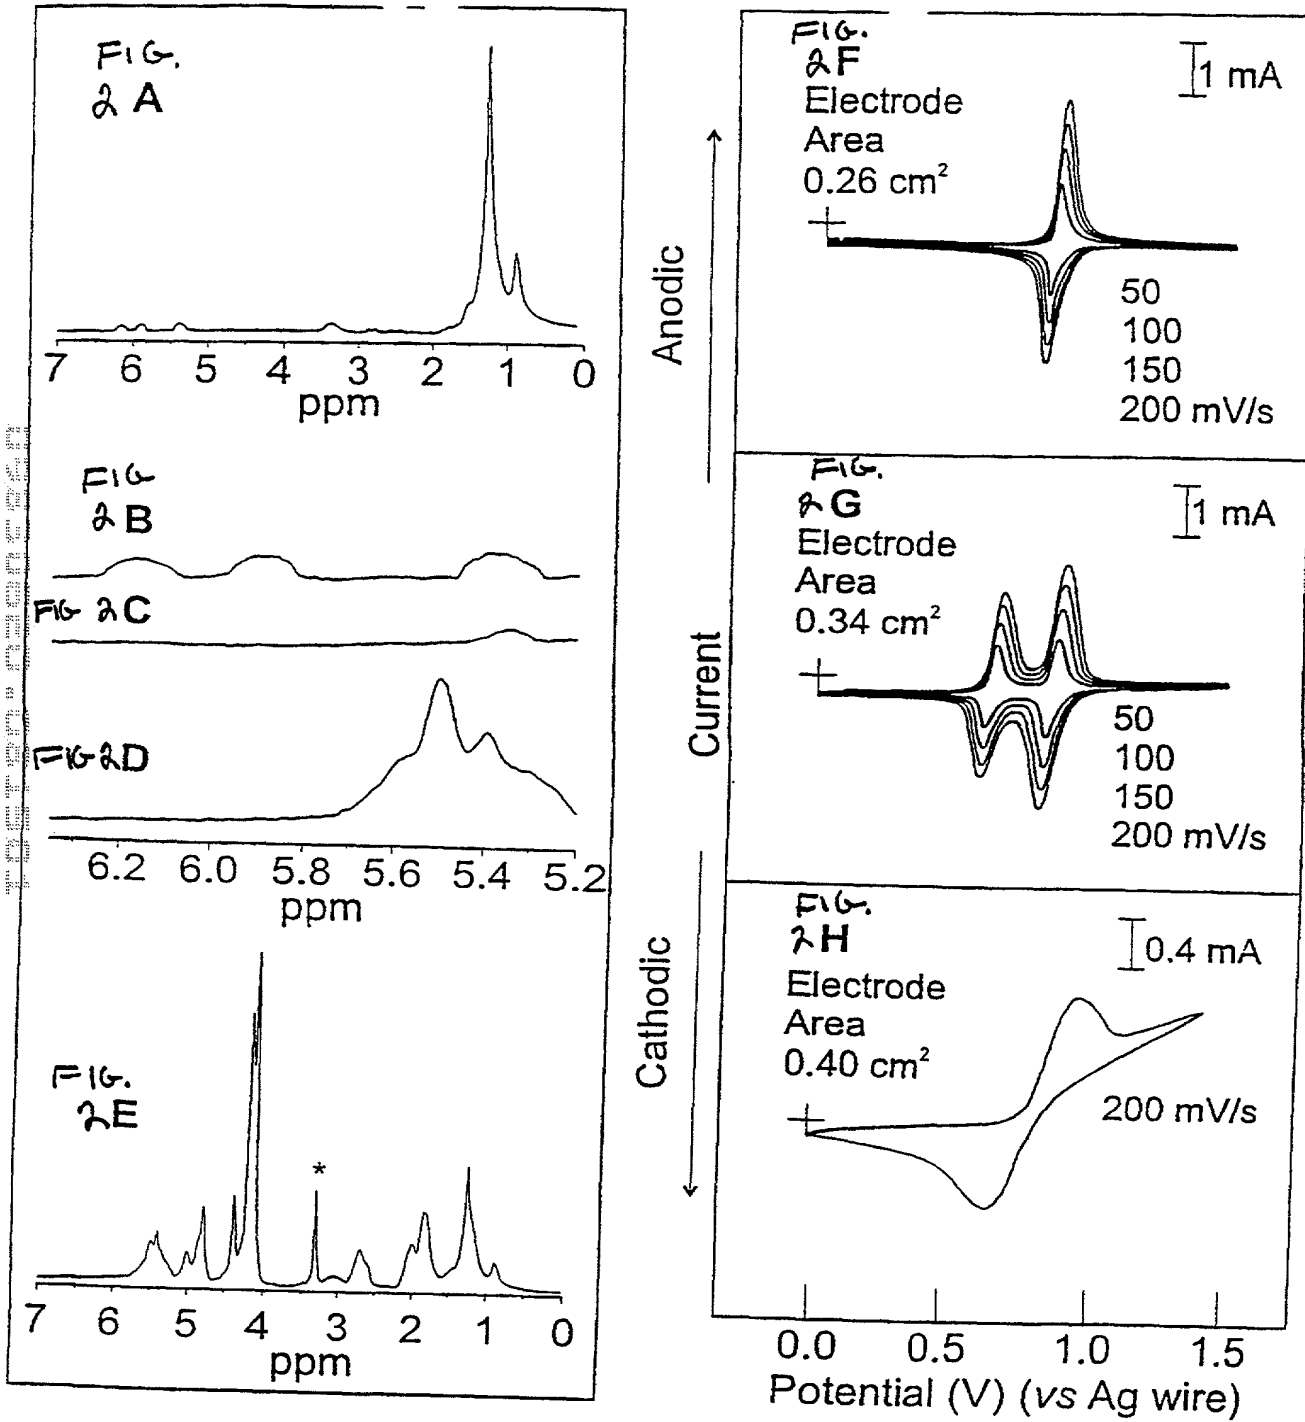 FIG.
2 A
7 6 5 4 3 2 1 0
ppm
FIG
2 B
FIG 2C
FIG 2D
6.2 6.0 5.8 5.6 5.4 5.2
ppm
FIG.
2E
*
7 6 5 4 3 2 1 0
ppm
Anodic
Current
Cathodic
FIG.
2F
Electrode
Area
0.26 cm²
1 mA
50
100
150
200 mV/s
FIG.
2G
Electrode
Area
0.34 cm²
1 mA
50
100
150
200 mV/s
FIG.
2H
Electrode
Area
0.40 cm²
0.4 mA
200 mV/s
0.0 0.5 1.0 1.5
Potential (V) (vs Ag wire)